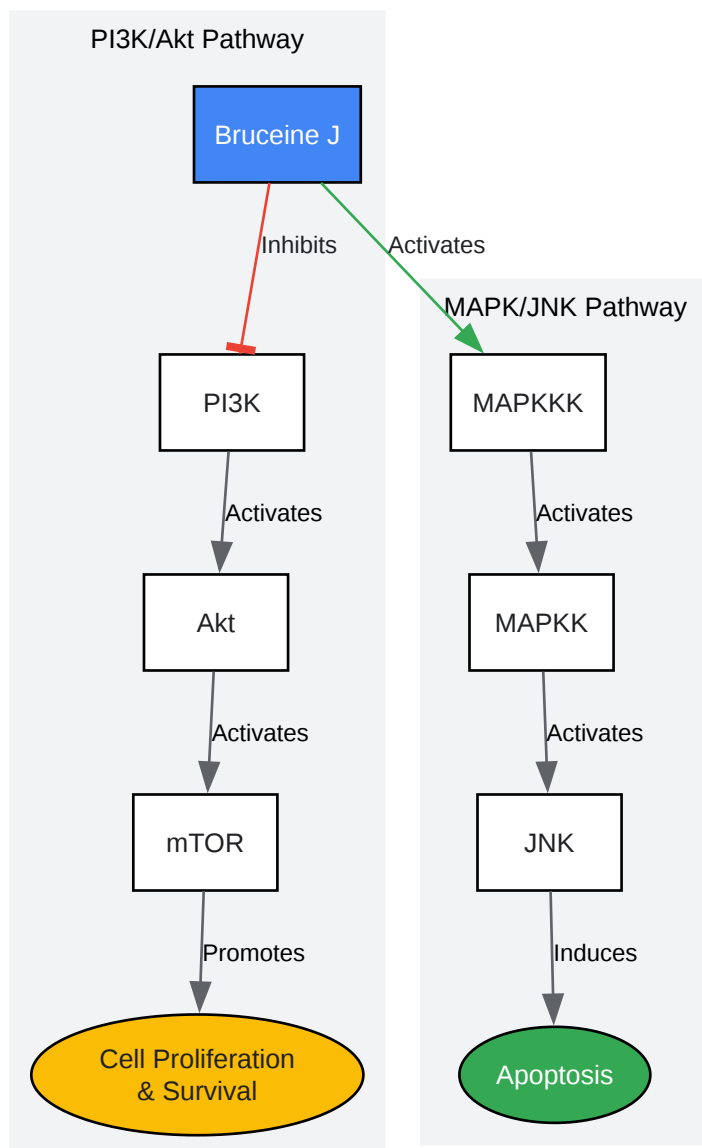 PI3K/Akt Pathway
Bruceine J
Inhibits
Activates
MAPK/JNK Pathway
PI3K
MAPKKK
Activates
Activates
Akt
MAPKK
Activates
Activates
mTOR
JNK
Promotes
Induces
Cell Proliferation
& Survival
Apoptosis